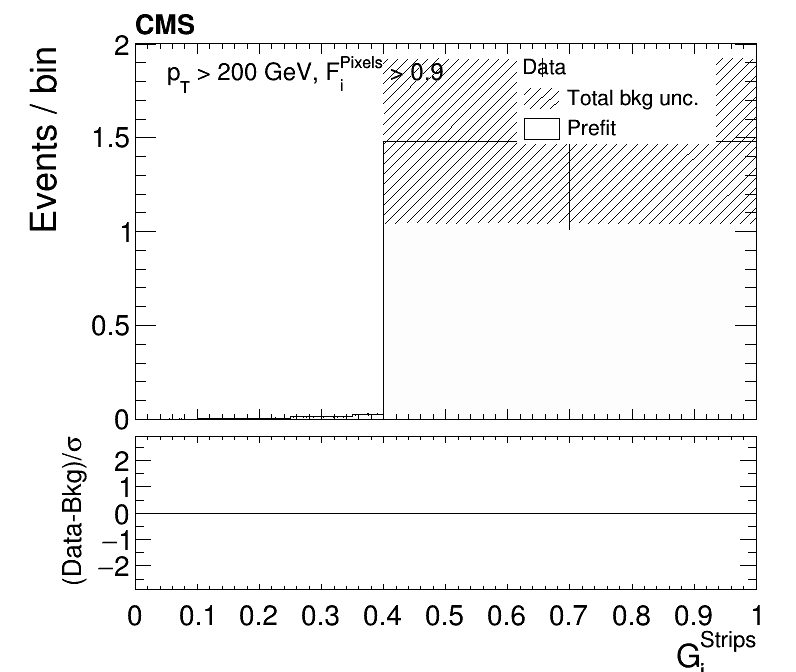 CMS
p_T > 200 GeV, F_i^Pixels > 0.9
Data
Total bkg unc.
Prefit
Events / bin
2
1.5
1
0.5
0
(Data-Bkg)/σ
2
1
0
−1
−2
0 0.1 0.2 0.3 0.4 0.5 0.6 0.7 0.8 0.9 1
G_i^Strips